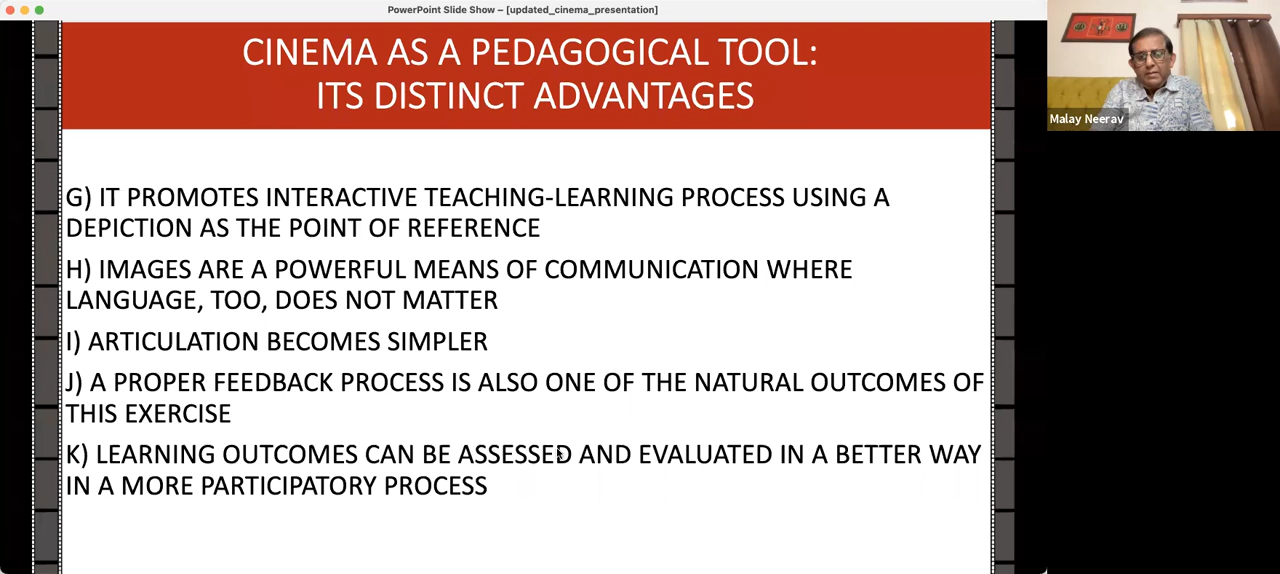 PowerPoint Slide Show – [updated_cinema_presentation]
CINEMA AS A PEDAGOGICAL TOOL:
ITS DISTINCT ADVANTAGES
Malay Neerav
G) IT PROMOTES INTERACTIVE TEACHING-LEARNING PROCESS USING A
DEPICTION AS THE POINT OF REFERENCE
H) IMAGES ARE A POWERFUL MEANS OF COMMUNICATION WHERE
LANGUAGE, TOO, DOES NOT MATTER
I) ARTICULATION BECOMES SIMPLER
J) A PROPER FEEDBACK PROCESS IS ALSO ONE OF THE NATURAL OUTCOMES OF
THIS EXERCISE
K) LEARNING OUTCOMES CAN BE ASSESSED AND EVALUATED IN A BETTER WAY
IN A MORE PARTICIPATORY PROCESS